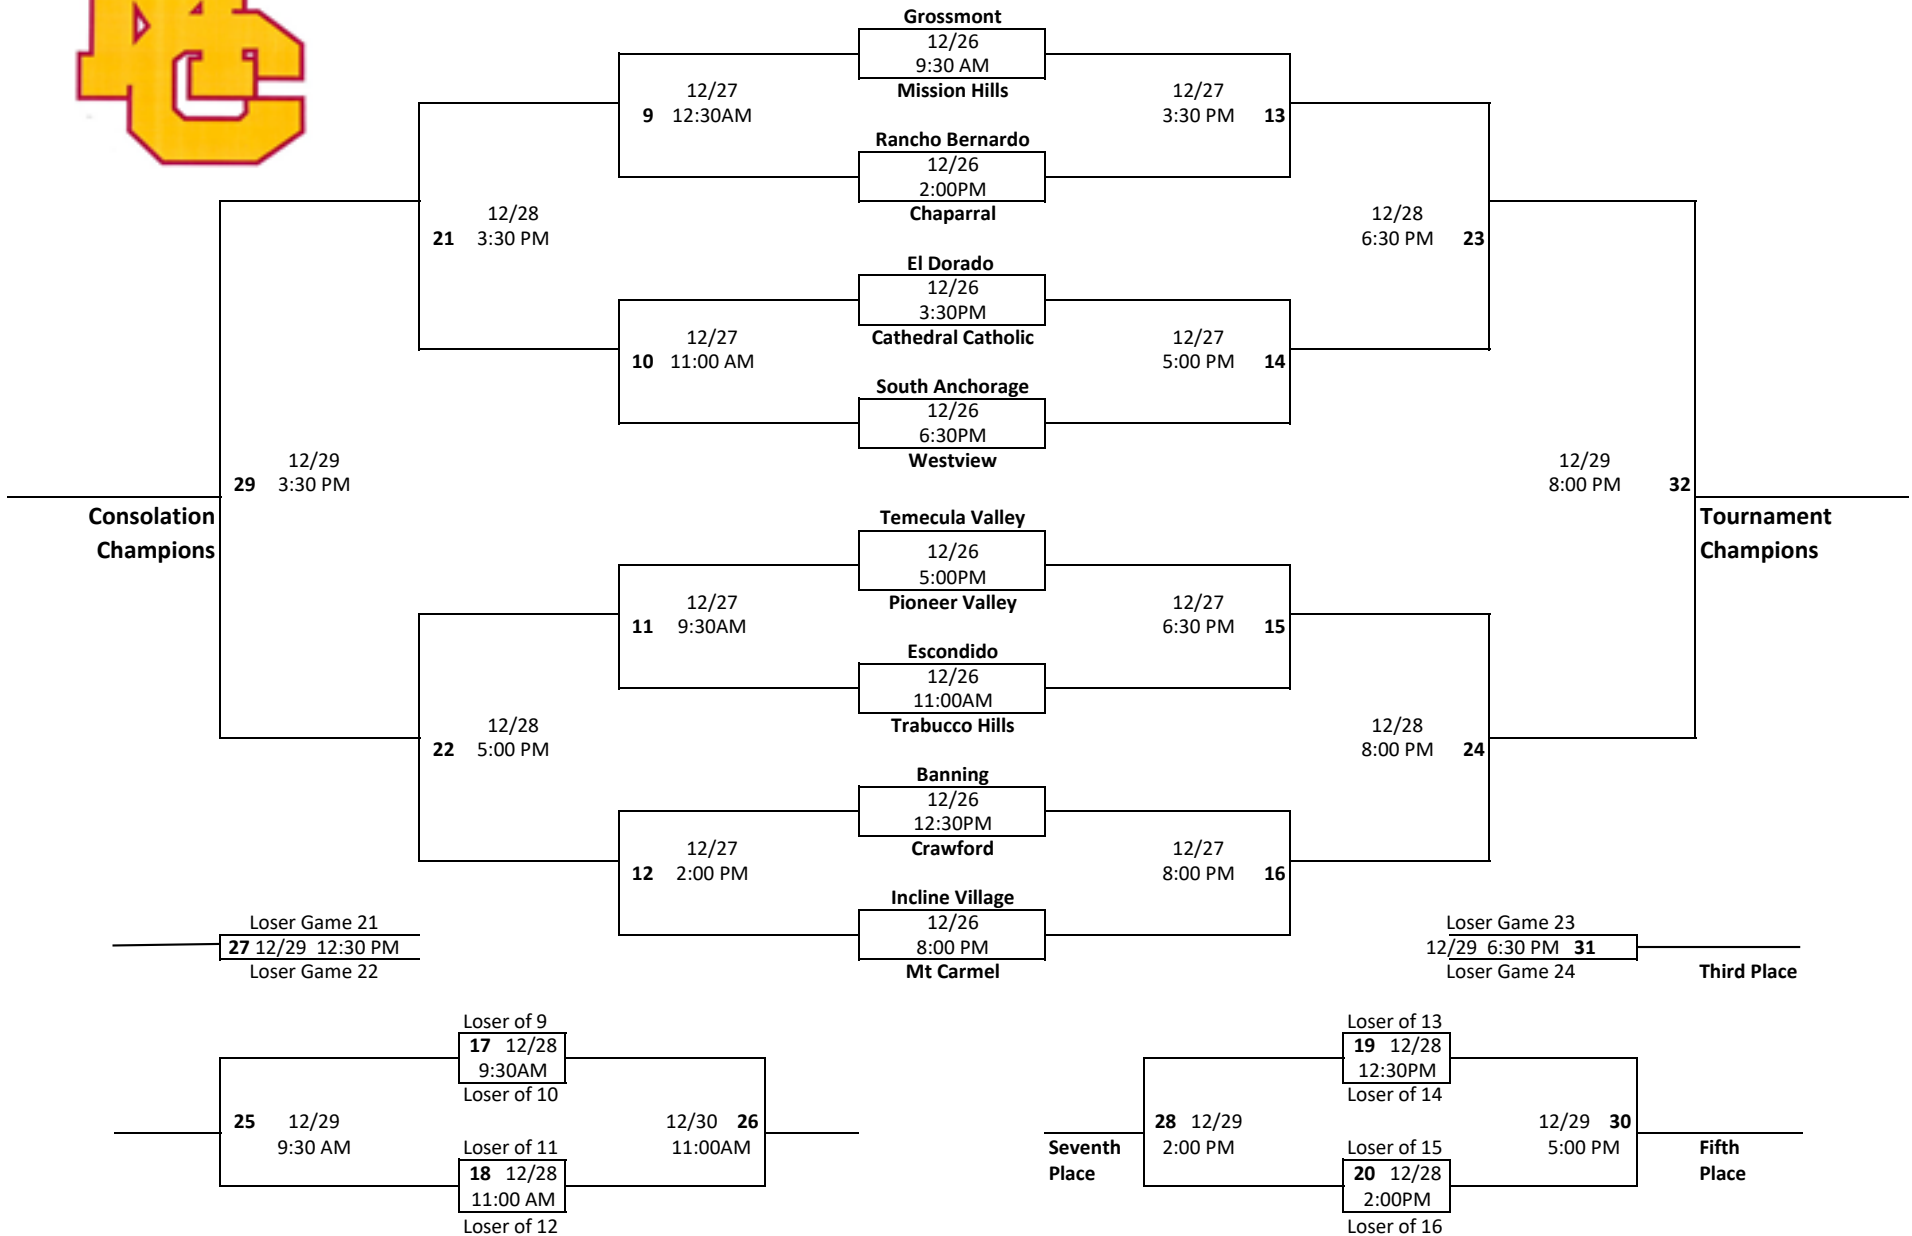 MC
Grossmont
12/26
9:30 AM
Mission Hills
12/27
9 12:30AM
12/27
3:30 PM 13
Rancho Bernardo
12/26
2:00PM
Chaparral
12/28
21 3:30 PM
12/28
6:30 PM 23
El Dorado
12/26
3:30PM
Cathedral Catholic
12/27
10 11:00 AM
12/27
5:00 PM 14
South Anchorage
12/26
6:30PM
Westview
12/29
29 3:30 PM
12/29
8:00 PM 32
Consolation
Champions
Tournament
Champions
Temecula Valley
12/26
5:00PM
Pioneer Valley
12/27
11 9:30AM
12/27
6:30 PM 15
Escondido
12/26
11:00AM
Trabucco Hills
12/28
22 5:00 PM
12/28
8:00 PM 24
Banning
12/26
12:30PM
Crawford
12/27
12 2:00 PM
12/27
8:00 PM 16
Incline Village
12/26
8:00 PM
Mt Carmel
Loser Game 21
27 12/29 12:30 PM
Loser Game 22
Loser Game 23
12/29 6:30 PM 31
Loser Game 24
Third Place
Loser of 9
17 12/28
9:30AM
Loser of 10
25 12/29
9:30 AM
12/30 26
11:00AM
Loser of 11
18 12/28
11:00 AM
Loser of 12
Loser of 13
19 12/28
12:30PM
Loser of 14
28 12/29
2:00 PM
Seventh
Place
12/29 30
5:00 PM
Fifth
Place
Loser of 15
20 12/28
2:00PM
Loser of 16